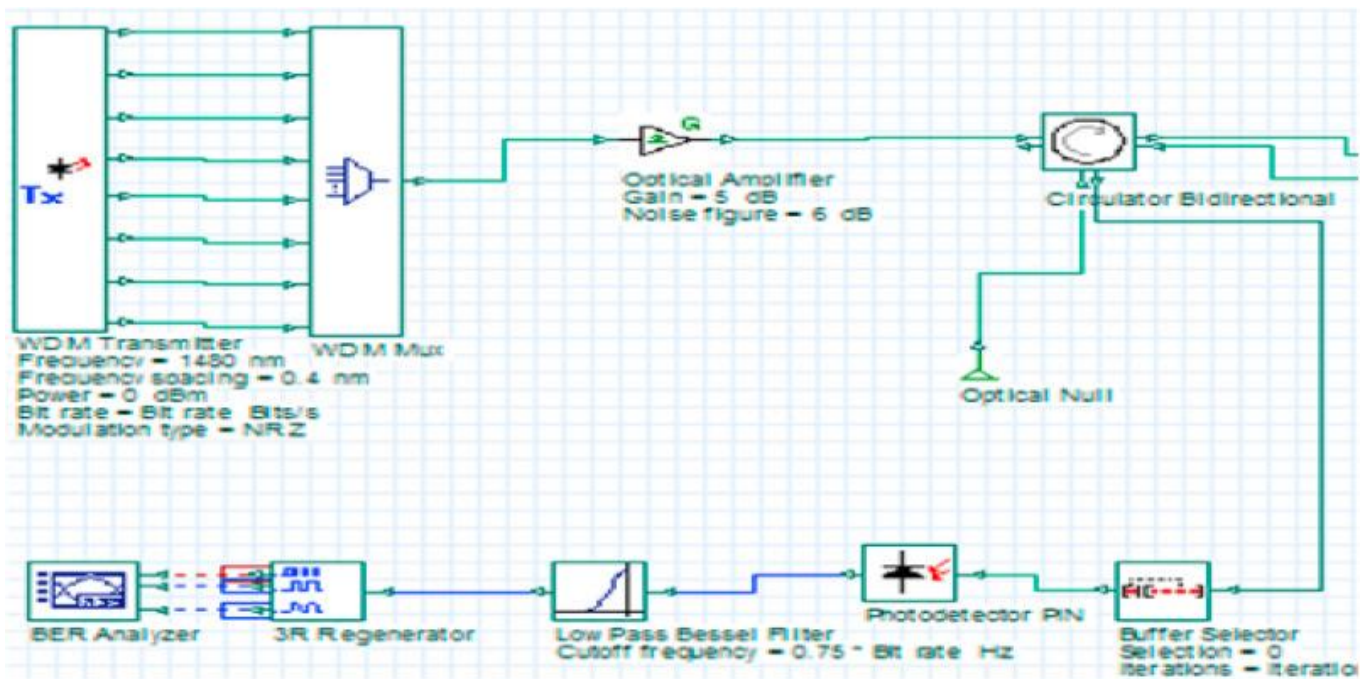 Tx
G
Optical Amplifier
Gain = 5 dB
Noise figure = 6 dB
Circulator Bidirectional
WDM Transmitter
Frequency = 1480 nm
Frequency spacing = 0.4 nm
Power = 0 dBm
Bit rate = Bit rate Bits/s
Modulation type = NRZ
WDM Mux
Optical Null
BER Analyzer
3R Regenerator
Low Pass Bessel Filter
Cutoff frequency = 0.75 * Bit rate Hz
Photodetector PIN
Buffer Selector
Selection = 0
Iterations = Iteratio